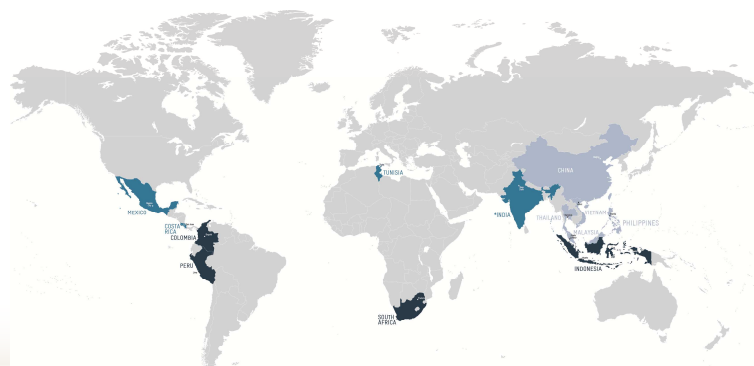 MEXICO
COSTA
RICA
COLOMBIA
PERU
TUNISIA
SOUTH
AFRICA
CHINA
*INDIA
THAILAND
VIETNAM
PHILIPPINES
MALAYSIA
INDONESIA